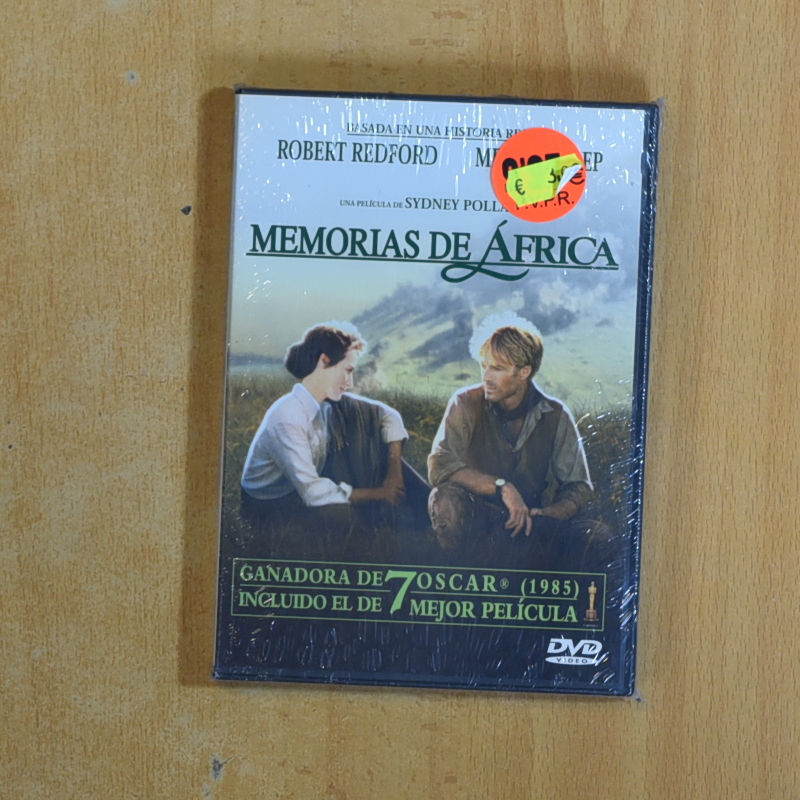 BASADA EN UNA HISTORIA
ROBERT REDFORD
UNA PELÍCULA DE SYDNEY
MEMORIAS DE ÁFRICA
GANADORA DE 7 OSCAR® (1985)
INCLUIDO EL DE MEJOR PELÍCULA
DVD
VIDEO